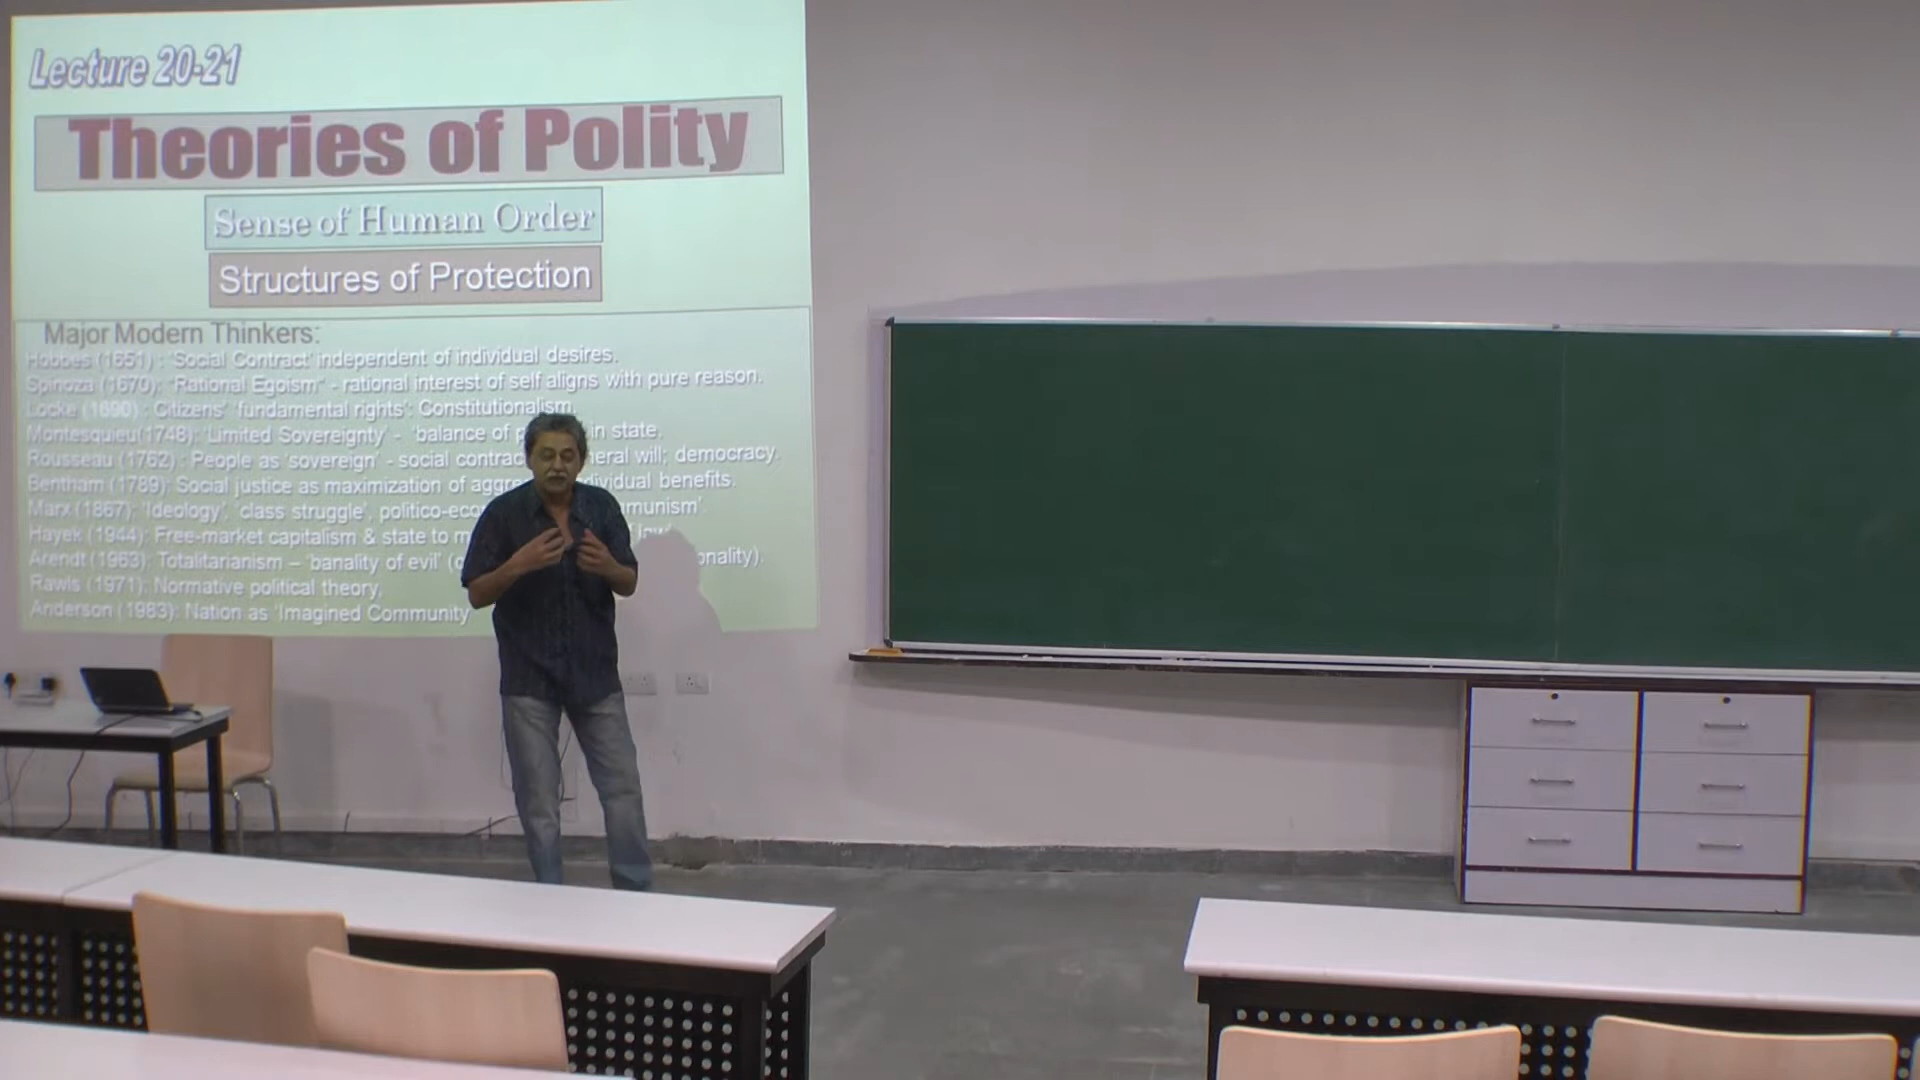 Lecture 20-21
Theories of Polity
Sense of Human Order
Structures of Protection
Major Modern Thinkers:
Hobbes (1651) : 'Social Contract' independent of individual desires.
Spinoza (1670): "Rational Egoism" - rational interest of self aligns with pure reason.
Locke (1690) : Citizens' 'fundamental rights': Constitutionalism.
Montesquieu(1748): 'Limited Sovereignty' - 'balance of in state.
Rousseau (1762) : People as 'sovereign' - social contrac neral will; democracy.
Bentham (1789): Social justice as maximization of aggre dividual benefits.
Marx (1867): 'Ideology', 'class struggle', politico-eco munism'.
Hayek (1944): Free-market capitalism & state to m law'
Arendt (1963): Totalitarianism – 'banality of evil' (o onality).
Rawls (1971): Normative political theory,
Anderson (1983): Nation as 'Imagined Community